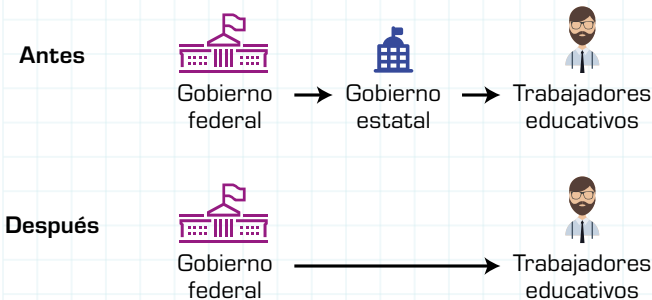 Antes
Gobierno
federal
Gobierno
estatal
Trabajadores
educativos
Después
Gobierno
federal
Trabajadores
educativos